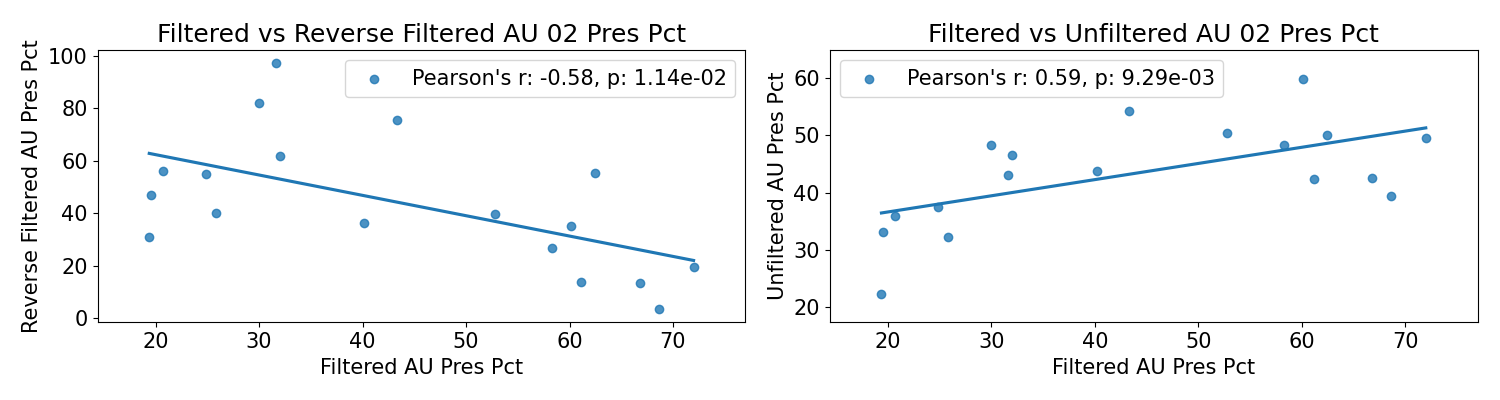 Filtered vs Reverse Filtered AU 02 Pres Pct
Reverse Filtered AU Pres Pct
100
80
60
40
20
0
Pearson's r: -0.58, p: 1.14e-02
20 30 40 50 60 70
Filtered AU Pres Pct
Filtered vs Unfiltered AU 02 Pres Pct
Unfiltered AU Pres Pct
60
50
40
30
20
Pearson's r: 0.59, p: 9.29e-03
20 30 40 50 60 70
Filtered AU Pres Pct